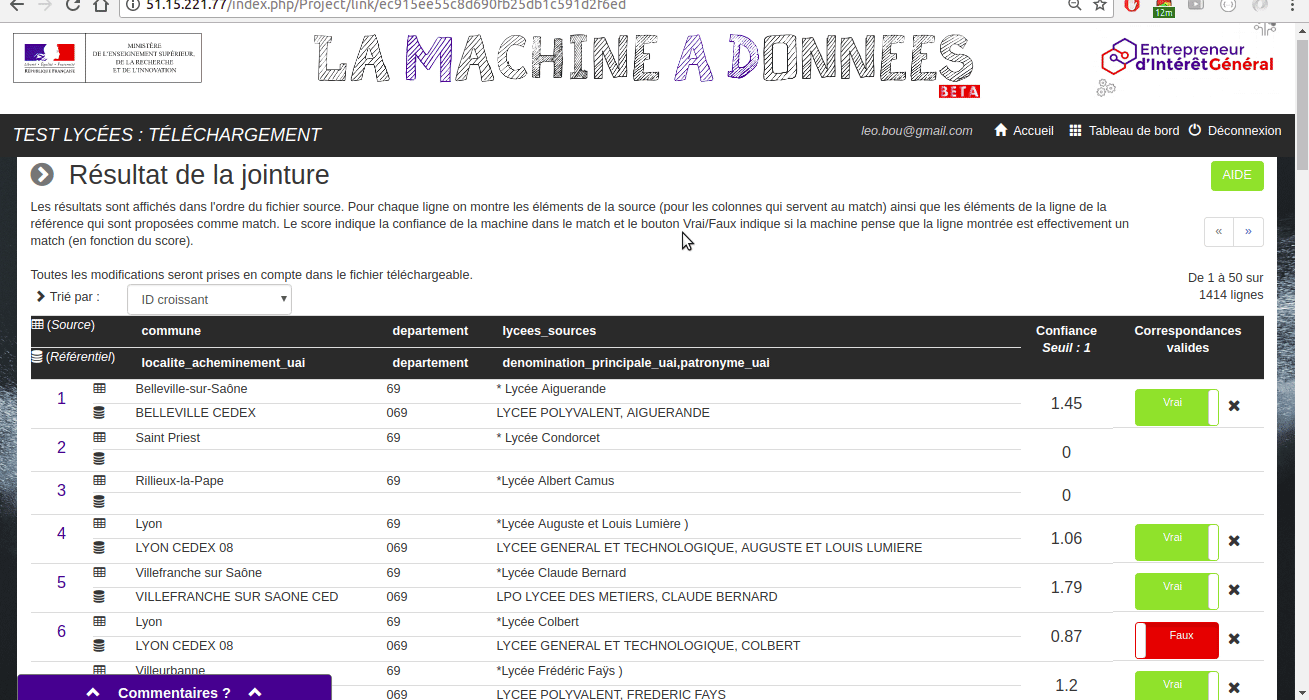 51.15.221.77/index.php/Project/link/ec915ee55c8d690fb25db1c591d2f6ed
12m
MINISTÈRE
DE L'ENSEIGNEMENT SUPÉRIEUR,
DE LA RECHERCHE
ET DE L'INNOVATION
Liberté • Égalité • Fraternité
RÉPUBLIQUE FRANÇAISE
LA MACHINE A DONNEES
BETA
Entrepreneur
d'IntérêtGénéral
TEST LYCÉES : TÉLÉCHARGEMENT
leo.bou@gmail.com Accueil Tableau de bord Déconnexion
Résultat de la jointure
AIDE
Les résultats sont affichés dans l'ordre du fichier source. Pour chaque ligne on montre les éléments de la source (pour les colonnes qui servent au match) ainsi que les éléments de la ligne de la
référence qui sont proposées comme match. Le score indique la confiance de la machine dans le match et le bouton Vrai/Faux indique si la machine pense que la ligne montrée est effectivement un
match (en fonction du score).
« »
Toutes les modifications seront prises en compte dans le fichier téléchargeable.
De 1 à 50 sur
1414 lignes
Trié par : ID croissant
(Source) commune departement lycees_sources
(Référentiel) localite_acheminement_uai departement denomination_principale_uai,patronyme_uai
Confiance
Seuil : 1
Correspondances
valides
1 Belleville-sur-Saône 69 * Lycée Aiguerande
BELLEVILLE CEDEX 069 LYCEE POLYVALENT, AIGUERANDE
1.45 Vrai
2 Saint Priest 69 * Lycée Condorcet
0
3 Rillieux-la-Pape 69 *Lycée Albert Camus
0
4 Lyon 69 *Lycée Auguste et Louis Lumière )
LYON CEDEX 08 069 LYCEE GENERAL ET TECHNOLOGIQUE, AUGUSTE ET LOUIS LUMIERE
1.06 Vrai
5 Villefranche sur Saône 69 *Lycée Claude Bernard
VILLEFRANCHE SUR SAONE CED 069 LPO LYCEE DES METIERS, CLAUDE BERNARD
1.79 Vrai
6 Lyon 69 *Lycée Colbert
LYON CEDEX 08 069 LYCEE GENERAL ET TECHNOLOGIQUE, COLBERT
0.87 Faux
Villeurbanne 69 *Lycée Frédéric Faÿs )
069 LYCEE POLYVALENT, FREDERIC FAYS
1.2 Vrai
Commentaires ?